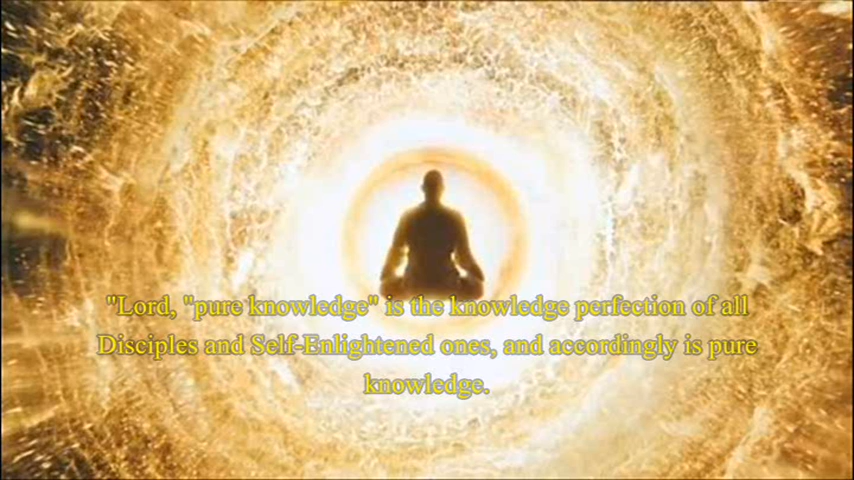 "Lord, "pure knowledge" is the knowledge perfection of all
Disciples and Self-Enlightened ones, and accordingly is pure
knowledge.